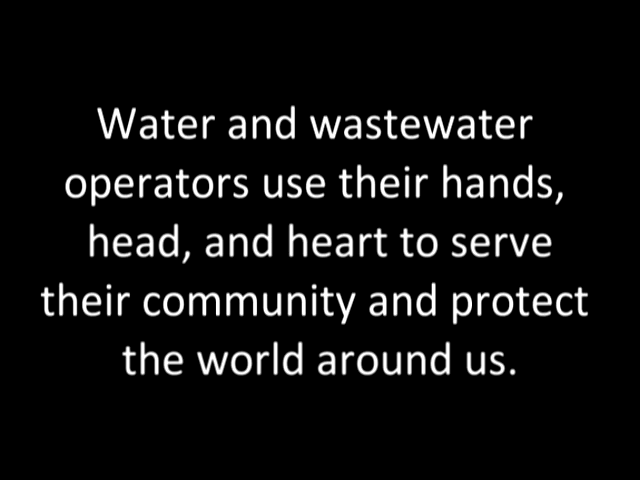 Water and wastewater
operators use their hands,
head, and heart to serve
their community and protect
the world around us.